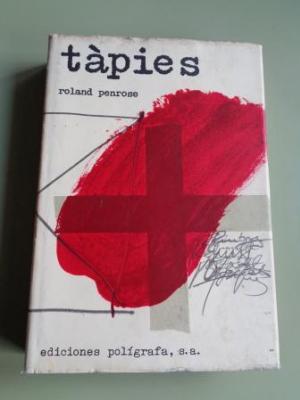 tàpies
roland penrose
ediciones polígrafa, s.a.